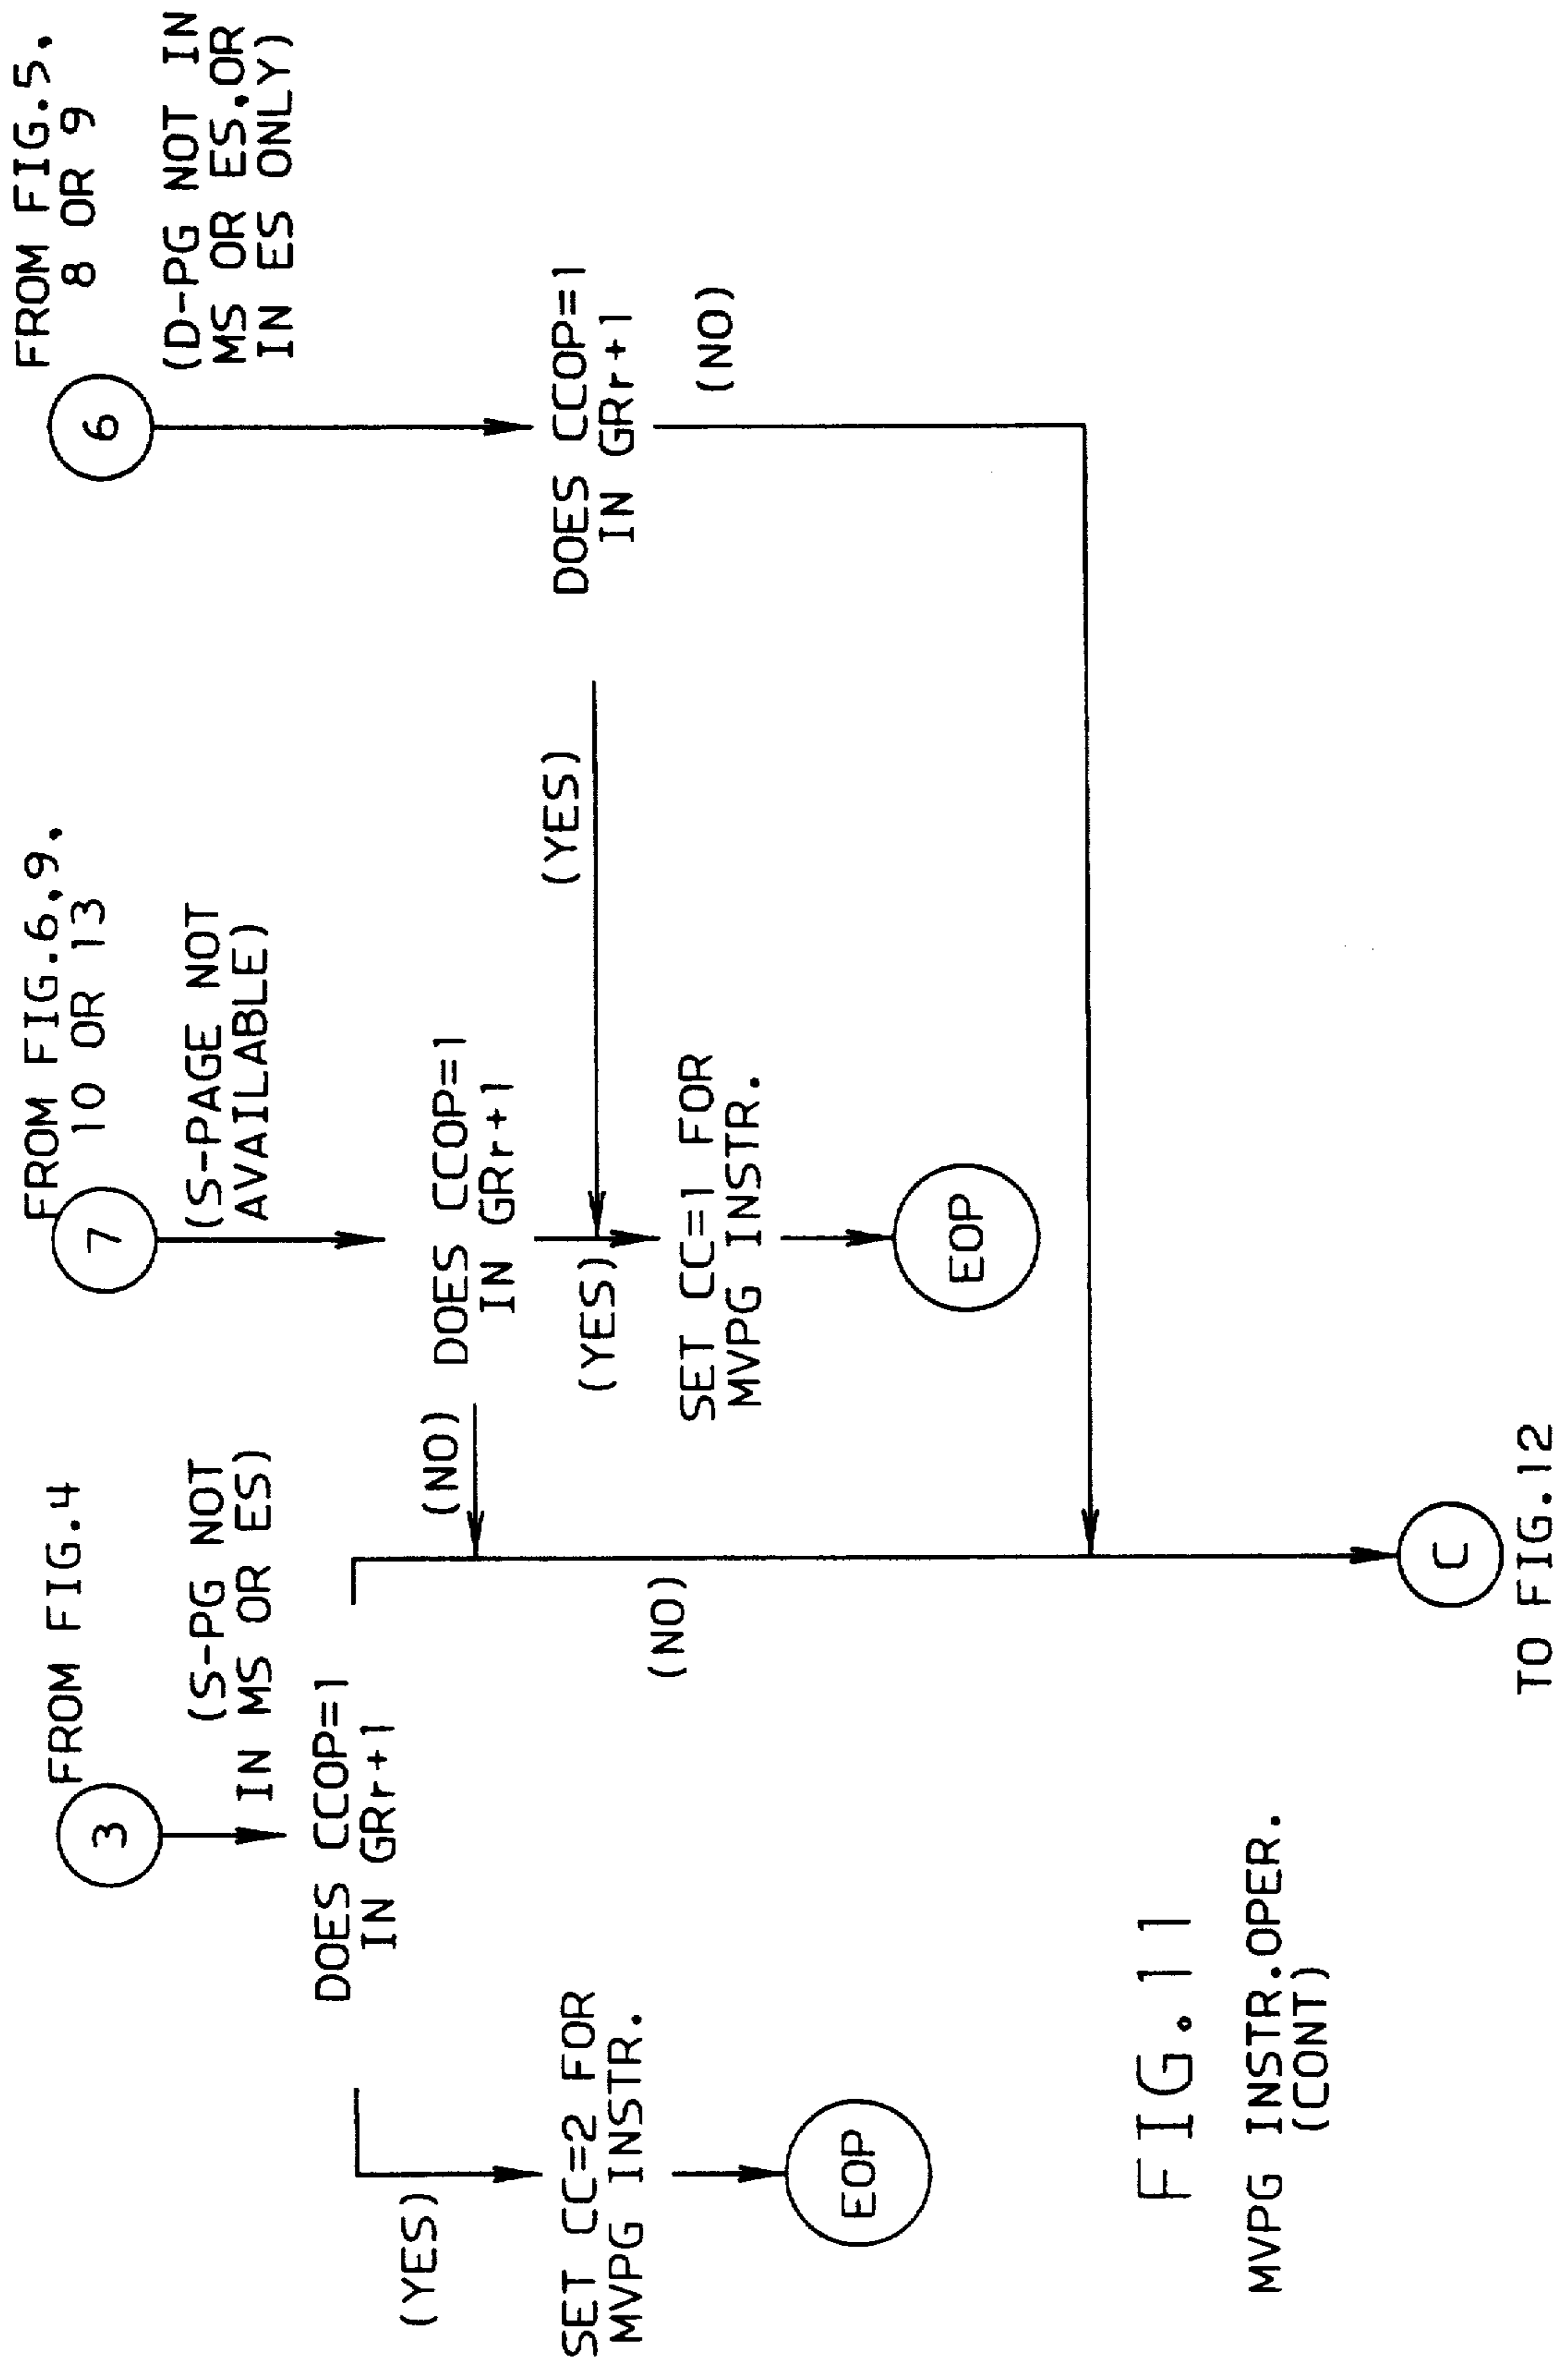 3
FROM FIG.4
(S-PG NOT
IN MS OR ES)
DOES CCOP=1
IN GRr+1
(YES)
SET CC=2 FOR
MVPG INSTR.
EOP
(NO)
FROM FIG.6,9,
10 OR 13
7
(S-PAGE NOT
AVAILABLE)
DOES CCOP=1
IN GRr+1
(NO)
(YES)
SET CC=1 FOR
MVPG INSTR.
EOP
FROM FIG.5,
8 OR 9
6
(D-PG NOT IN
MS OR ES,OR
IN ES ONLY)
DOES CCOP=1
IN GRr+1
(YES)
(NO)
C
TO FIG.12
FIG.11
MVPG INSTR.OPER.
(CONT)